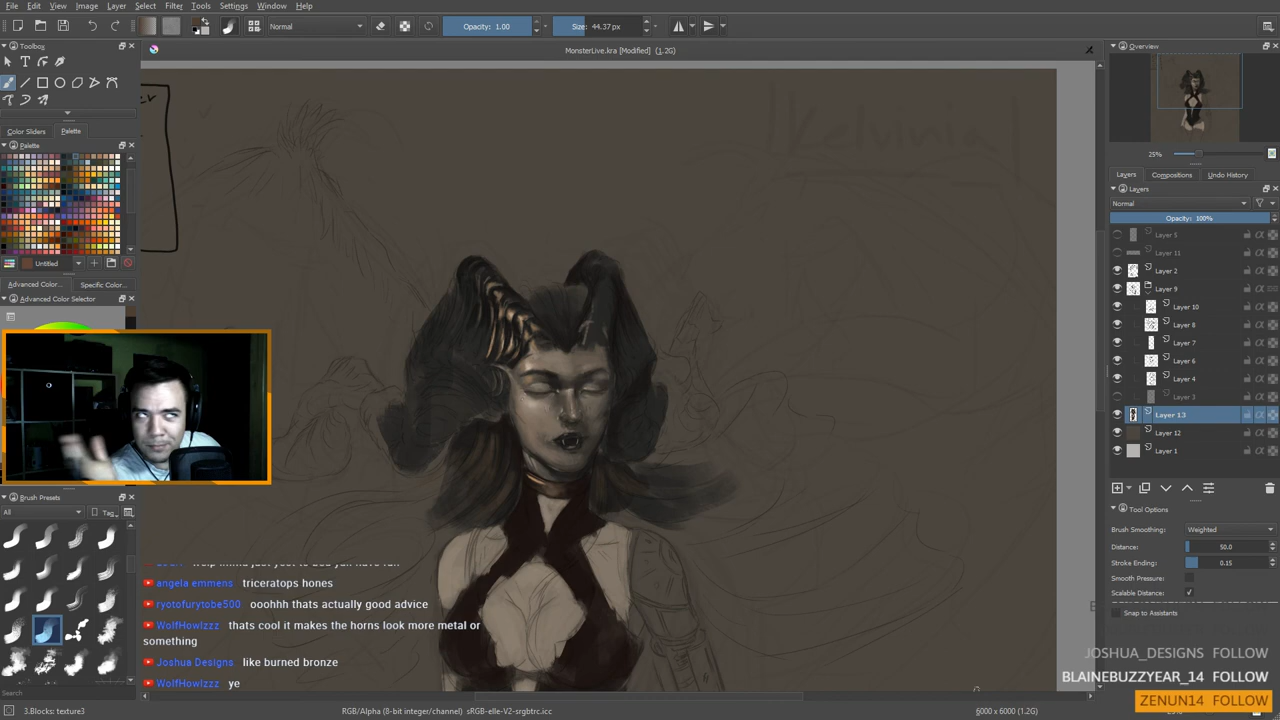 File Edit View Image Layer Select Filter Tools Settings Window Help
Normal
Opacity: 1.00
Size: 44.37 px
MonsterLive.kra [Modified] (1.2G)
Toolbox
Color Sliders
Palette
Palette
Untitled
Advanced Color...
Specific Color...
Advanced Color Selector
Brush Presets
All
Tag
Search
3.Blocks: texture3
RGB/Alpha (8-bit integer/channel) sRGB-elle-V2-srgbtrc.icc
6000 x 6000 (1.2G)
Kelvinia
angela emmens triceratops hones
ryotofurytobe500 ooohhh thats actually good advice
WolfHowlzzz thats cool it makes the horns look more metal or
something
Joshua Designs like burned bronze
WolfHowlzzz ye
Overview
25%
Layers
Compositions
Undo History
Layers
Normal
Opacity: 100%
Layer 5
Layer 11
Layer 2
Layer 9
Layer 10
Layer 8
Layer 7
Layer 6
Layer 4
Layer 3
Layer 13
Layer 12
Layer 1
Tool Options
Brush Smoothing: Weighted
Distance: 50.0
Stroke Ending: 0.15
Smooth Pressure:
Scalable Distance:
Snap to Assistants
JOSHUA_DESIGNS FOLLOW
BLAINEBUZZYEAR_14 FOLLOW
ZENUN14 FOLLOW